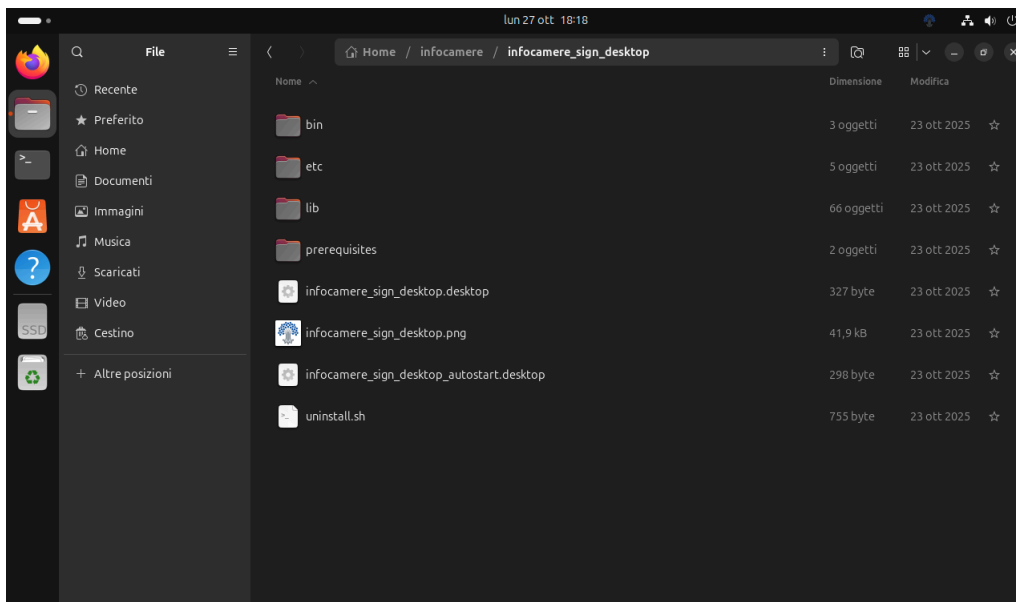 lun 27 ott 18:18
File
Home / infocamere / infocamere_sign_desktop
Nome Dimensione Modifica
Recente
Preferito
Home
Documenti
Immagini
Musica
Scaricati
Video
Cestino
Altre posizioni
SSD
bin 3 oggetti 23 ott 2025
etc 5 oggetti 23 ott 2025
lib 66 oggetti 23 ott 2025
prerequisites 2 oggetti 23 ott 2025
infocamere_sign_desktop.desktop 327 byte 23 ott 2025
infocamere_sign_desktop.png 41,9 kB 23 ott 2025
infocamere_sign_desktop_autostart.desktop 298 byte 23 ott 2025
uninstall.sh 755 byte 23 ott 2025